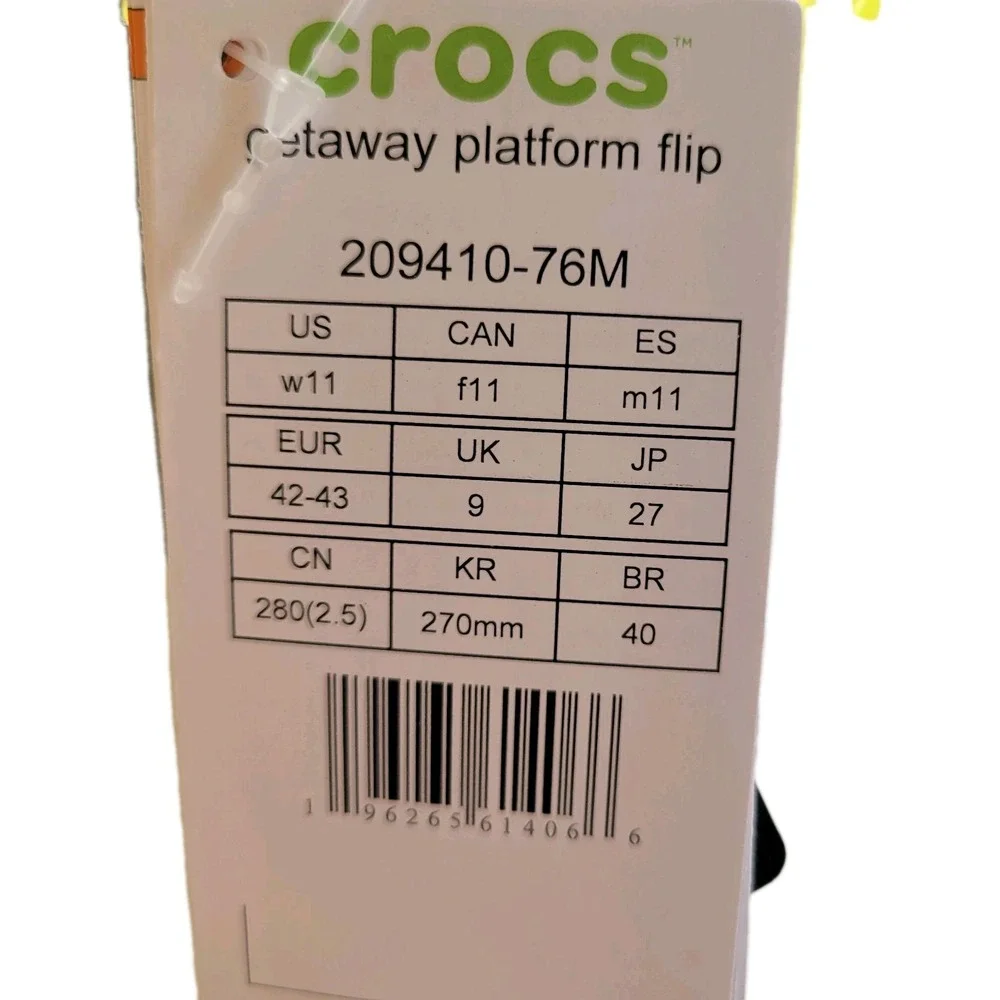 crocs™
getaway platform flip
209410-76M
US CAN ES
w11 f11 m11
EUR UK JP
42-43 9 27
CN KR BR
280(2.5) 270mm 40
1 96265 61406 6